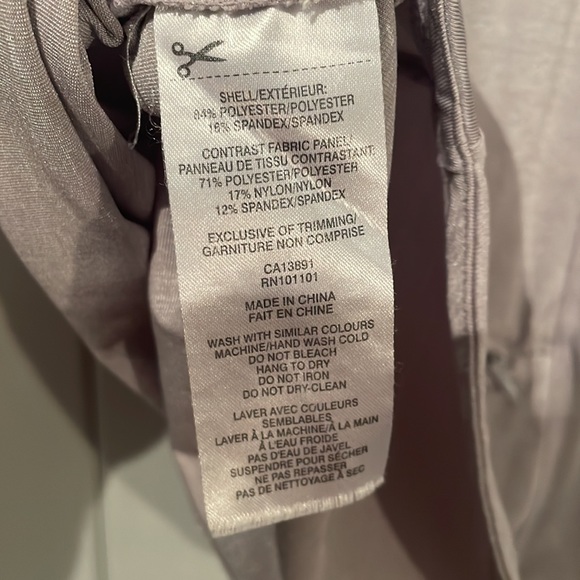 SHELL/EXTÉRIEUR:
84% POLYESTER/POLYESTER
16% SPANDEX/SPANDEX
CONTRAST FABRIC PANEL/
PANNEAU DE TISSU CONTRASTANT:
71% POLYESTER/POLYESTER
17% NYLON/NYLON
12% SPANDEX/SPANDEX
EXCLUSIVE OF TRIMMING/
GARNITURE NON COMPRISE
CA13891
RN101101
MADE IN CHINA
FAIT EN CHINE
WASH WITH SIMILAR COLOURS
MACHINE/HAND WASH COLD
DO NOT BLEACH
HANG TO DRY
DO NOT IRON
DO NOT DRY-CLEAN
LAVER AVEC COULEURS
SEMBLABLES
LAVER À LA MACHINE/À LA MAIN
À L'EAU FROIDE
PAS D'EAU DE JAVEL
SUSPENDRE POUR SÉCHER
NE PAS REPASSER
PAS DE NETTOYAGE À SEC